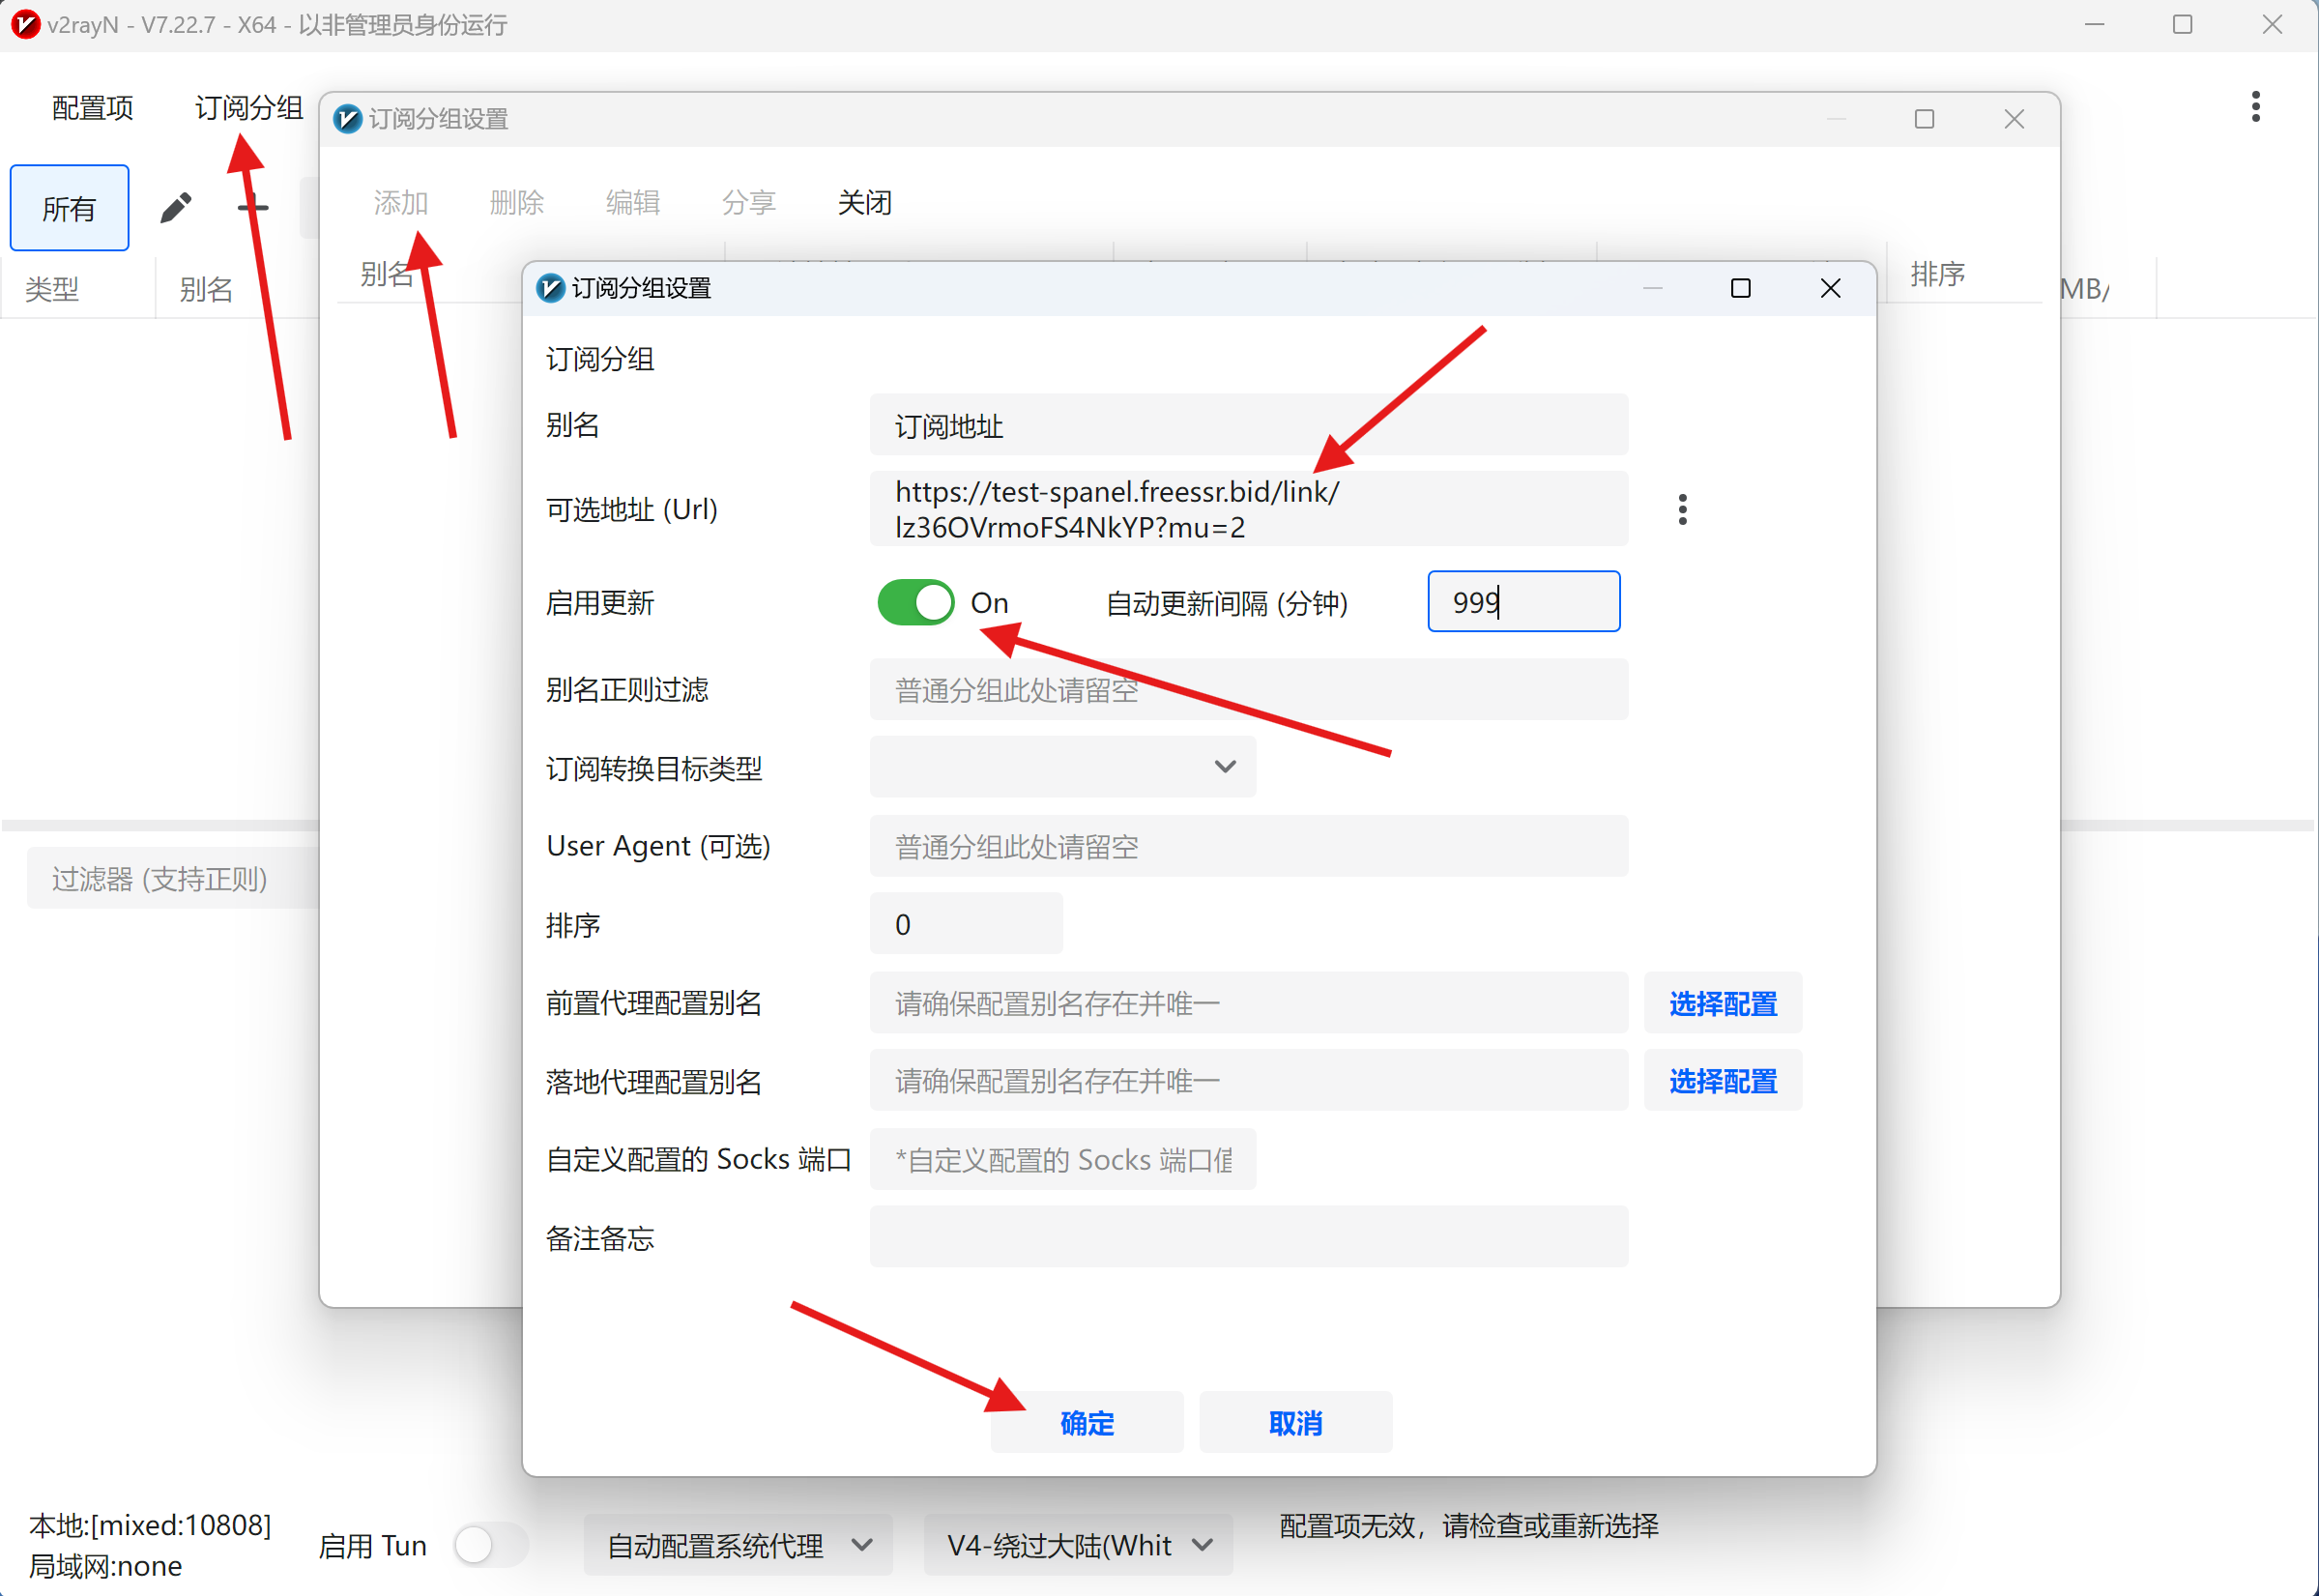 v2rayN - V7.22.7 - X64 - 以非管理员身份运行
配置项 订阅分组
订阅分组设置
所有
添加 删除 编辑 分享 关闭
类型 别名
别名 排序
MB/
订阅分组设置
订阅分组
别名 订阅地址
可选地址 (Url) https://test-spanel.freessr.bid/link/
lz36OVrmoFS4NkYP?mu=2
启用更新 On 自动更新间隔 (分钟) 999
别名正则过滤 普通分组此处请留空
订阅转换目标类型
User Agent (可选) 普通分组此处请留空
排序 0
前置代理配置别名 请确保配置别名存在并唯一 选择配置
落地代理配置别名 请确保配置别名存在并唯一 选择配置
自定义配置的 Socks 端口 *自定义配置的 Socks 端口值
备注备忘
确定 取消
过滤器 (支持正则)
本地:[mixed:10808]
局域网:none
启用 Tun 自动配置系统代理 V4-绕过大陆(Whit
配置项无效，请检查或重新选择